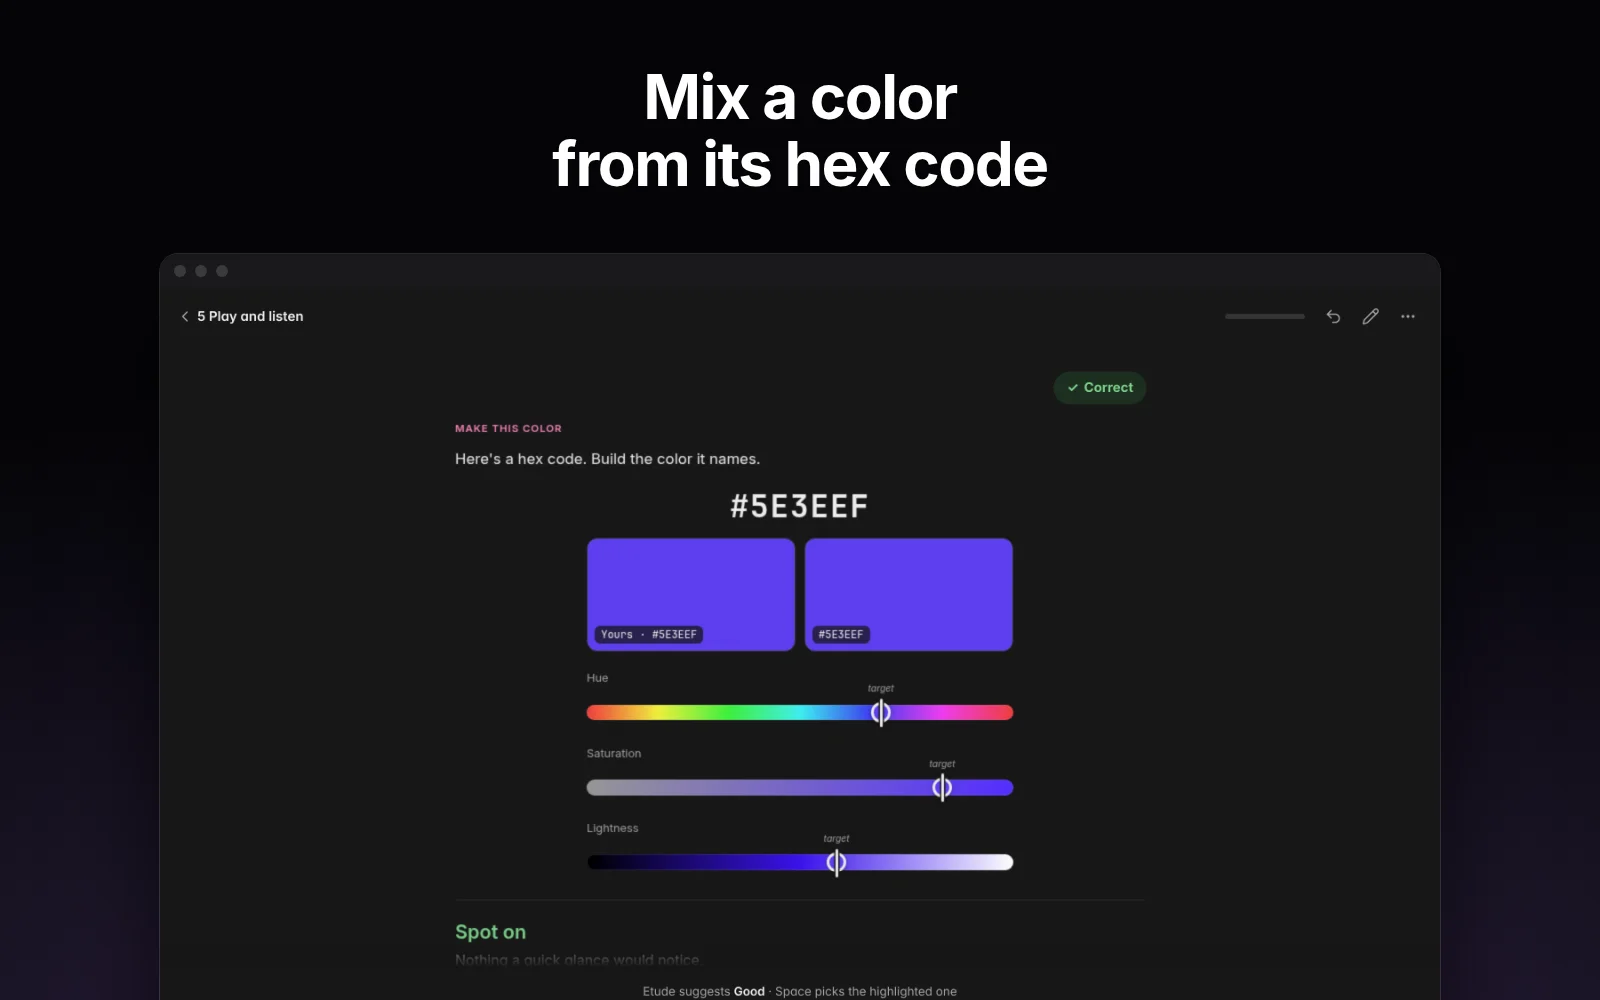 Mix a color
from its hex code
5 Play and listen
Correct
MAKE THIS COLOR
Here's a hex code. Build the color it names.
#5E3EEF
Yours · #5E3EEF
#5E3EEF
Hue
target
Saturation
target
Lightness
target
Spot on
Nothing a quick glance would notice.
Etude suggests Good · Space picks the highlighted one